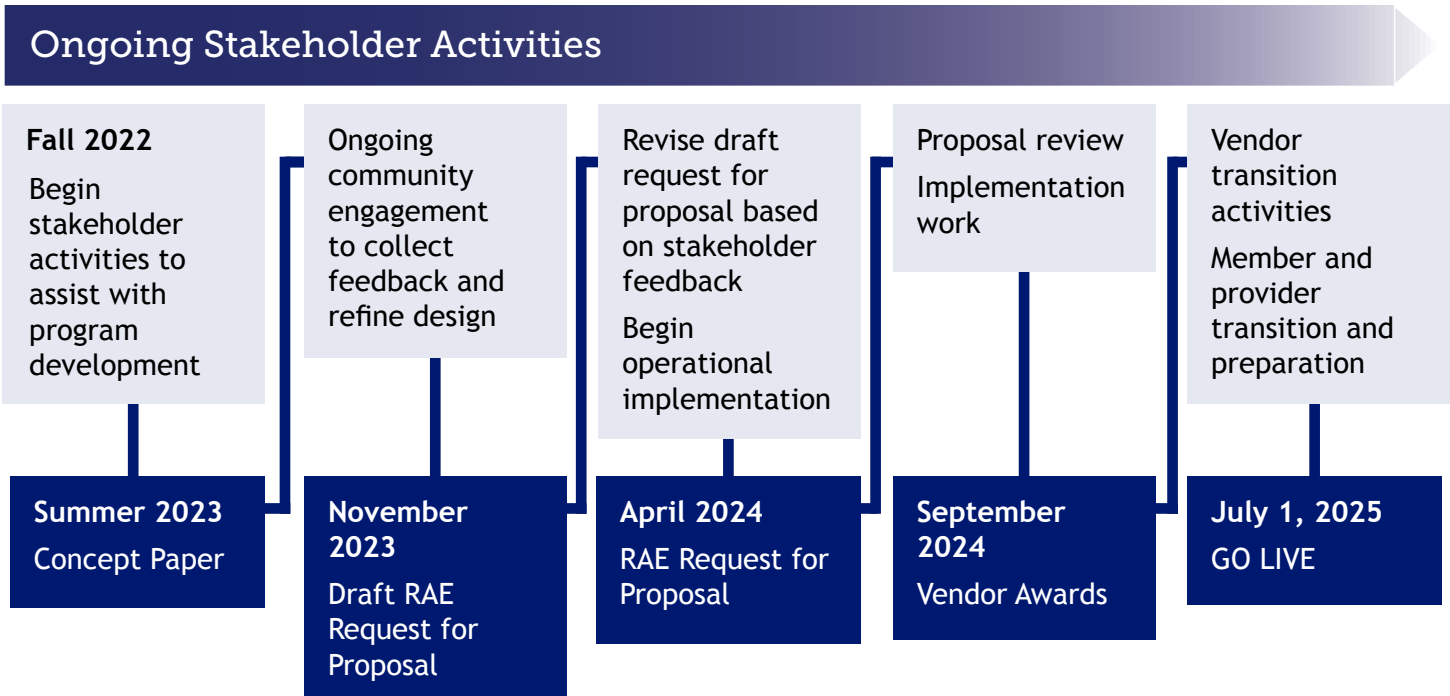 Ongoing Stakeholder Activities
Fall 2022
Begin
stakeholder
activities to
assist with
program
development
Summer 2023
Concept Paper
Ongoing
community
engagement
to collect
feedback and
refine design
November
2023
Draft RAE
Request for
Proposal
Revise draft
request for
proposal based
on stakeholder
feedback
Begin
operational
implementation
April 2024
RAE Request for
Proposal
Proposal review
Implementation
work
September
2024
Vendor Awards
Vendor
transition
activities
Member and
provider
transition and
preparation
July 1, 2025
GO LIVE